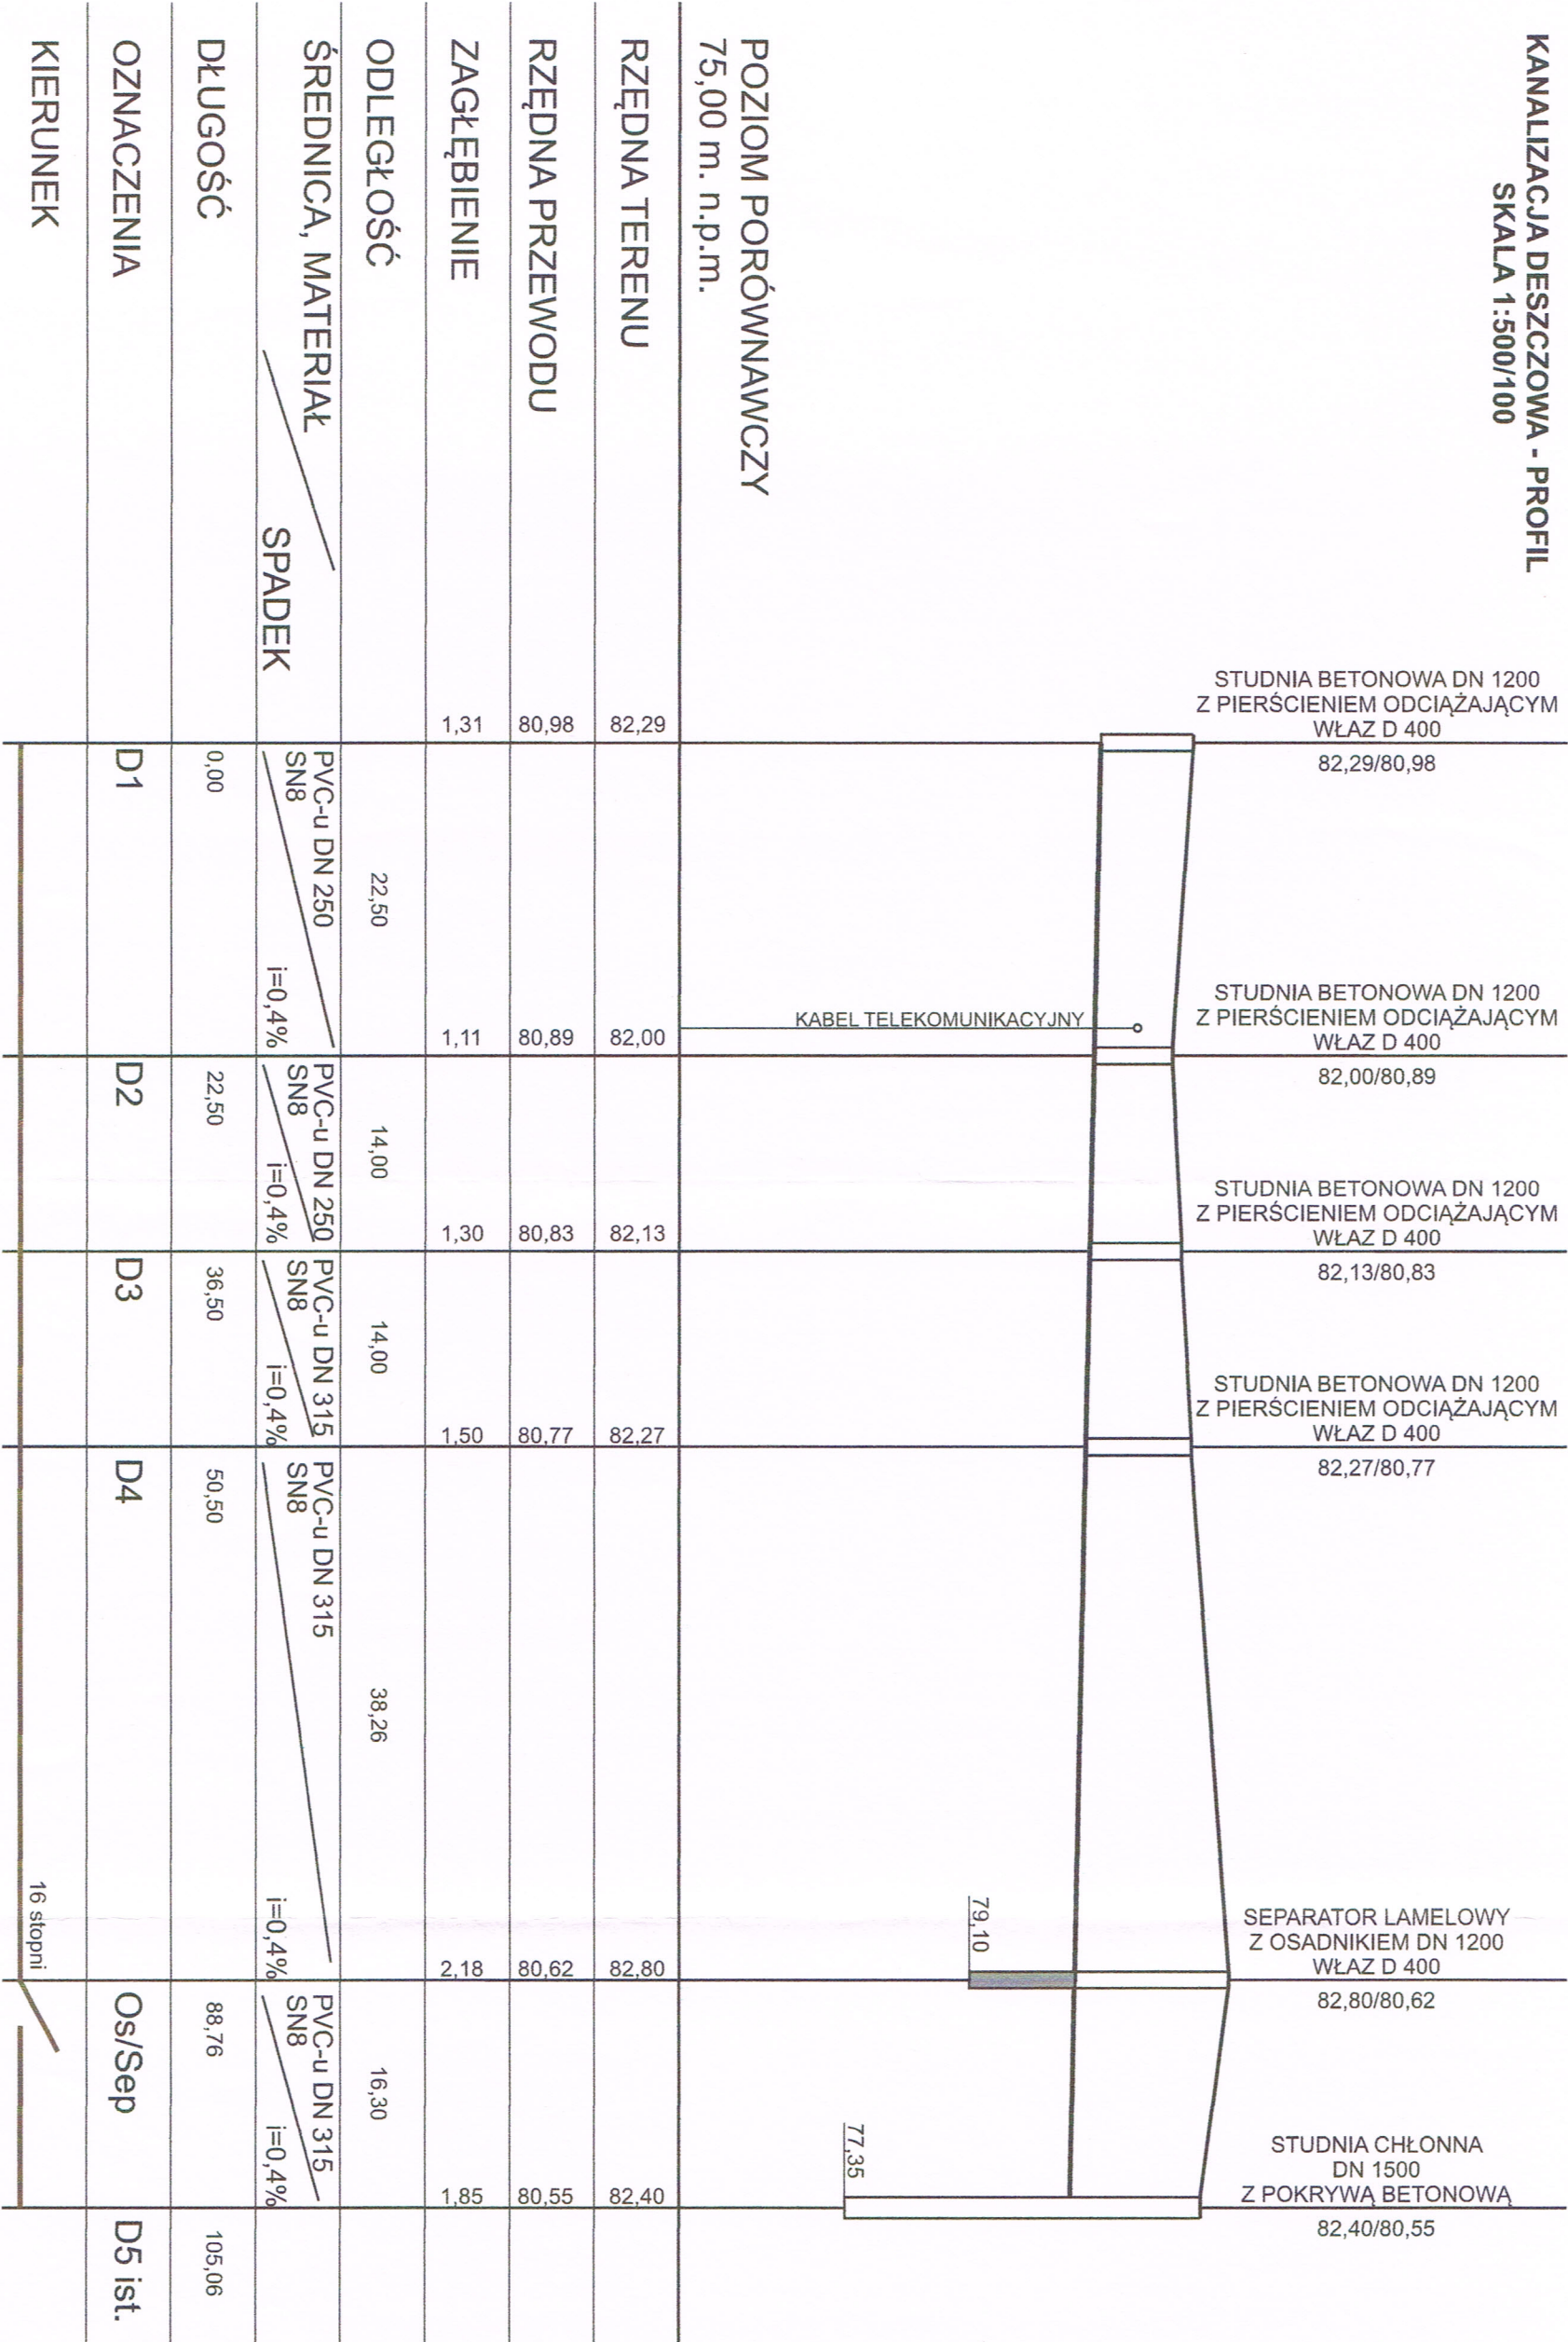 KANALIZACJA DESZCZOWA - PROFIL
SKALA 1:500/100
STUDNIA BETONOWA DN 1200
Z PIERŚCIENIEM ODCIĄŻAJĄCYM
WŁAZ D 400
82,29/80,98
STUDNIA BETONOWA DN 1200
Z PIERŚCIENIEM ODCIĄŻAJĄCYM
WŁAZ D 400
82,00/80,89
STUDNIA BETONOWA DN 1200
Z PIERŚCIENIEM ODCIĄŻAJĄCYM
WŁAZ D 400
82,13/80,83
STUDNIA BETONOWA DN 1200
Z PIERŚCIENIEM ODCIĄŻAJĄCYM
WŁAZ D 400
82,27/80,77
SEPARATOR LAMELOWY
Z OSADNIKIEM DN 1200
WŁAZ D 400
82,80/80,62
STUDNIA CHŁONNA
DN 1500
Z POKRYWĄ BETONOWĄ
82,40/80,55
KABEL TELEKOMUNIKACYJNY
79,10
77,35
POZIOM PORÓWNAWCZY
75,00 m. n.p.m.
RZĘDNA TERENU
82,29
82,00
82,13
82,27
82,80
82,40
RZĘDNA PRZEWODU
80,98
80,89
80,83
80,77
80,62
80,55
ZAGŁĘBIENIE
1,31
1,11
1,30
1,50
2,18
1,85
ODLEGŁOŚĆ
22,50
14,00
14,00
38,26
16,30
ŚREDNICA, MATERIAŁ
SPADEK
PVC-u DN 250
SN8
i=0,4%
PVC-u DN 250
SN8
i=0,4%
PVC-u DN 315
SN8
i=0,4%
PVC-u DN 315
SN8
i=0,4%
PVC-u DN 315
SN8
i=0,4%
DŁUGOŚĆ
0,00
22,50
36,50
50,50
88,76
105,06
OZNACZENIA
D1
D2
D3
D4
Os/Sep
D5 ist.
KIERUNEK
16 stopni